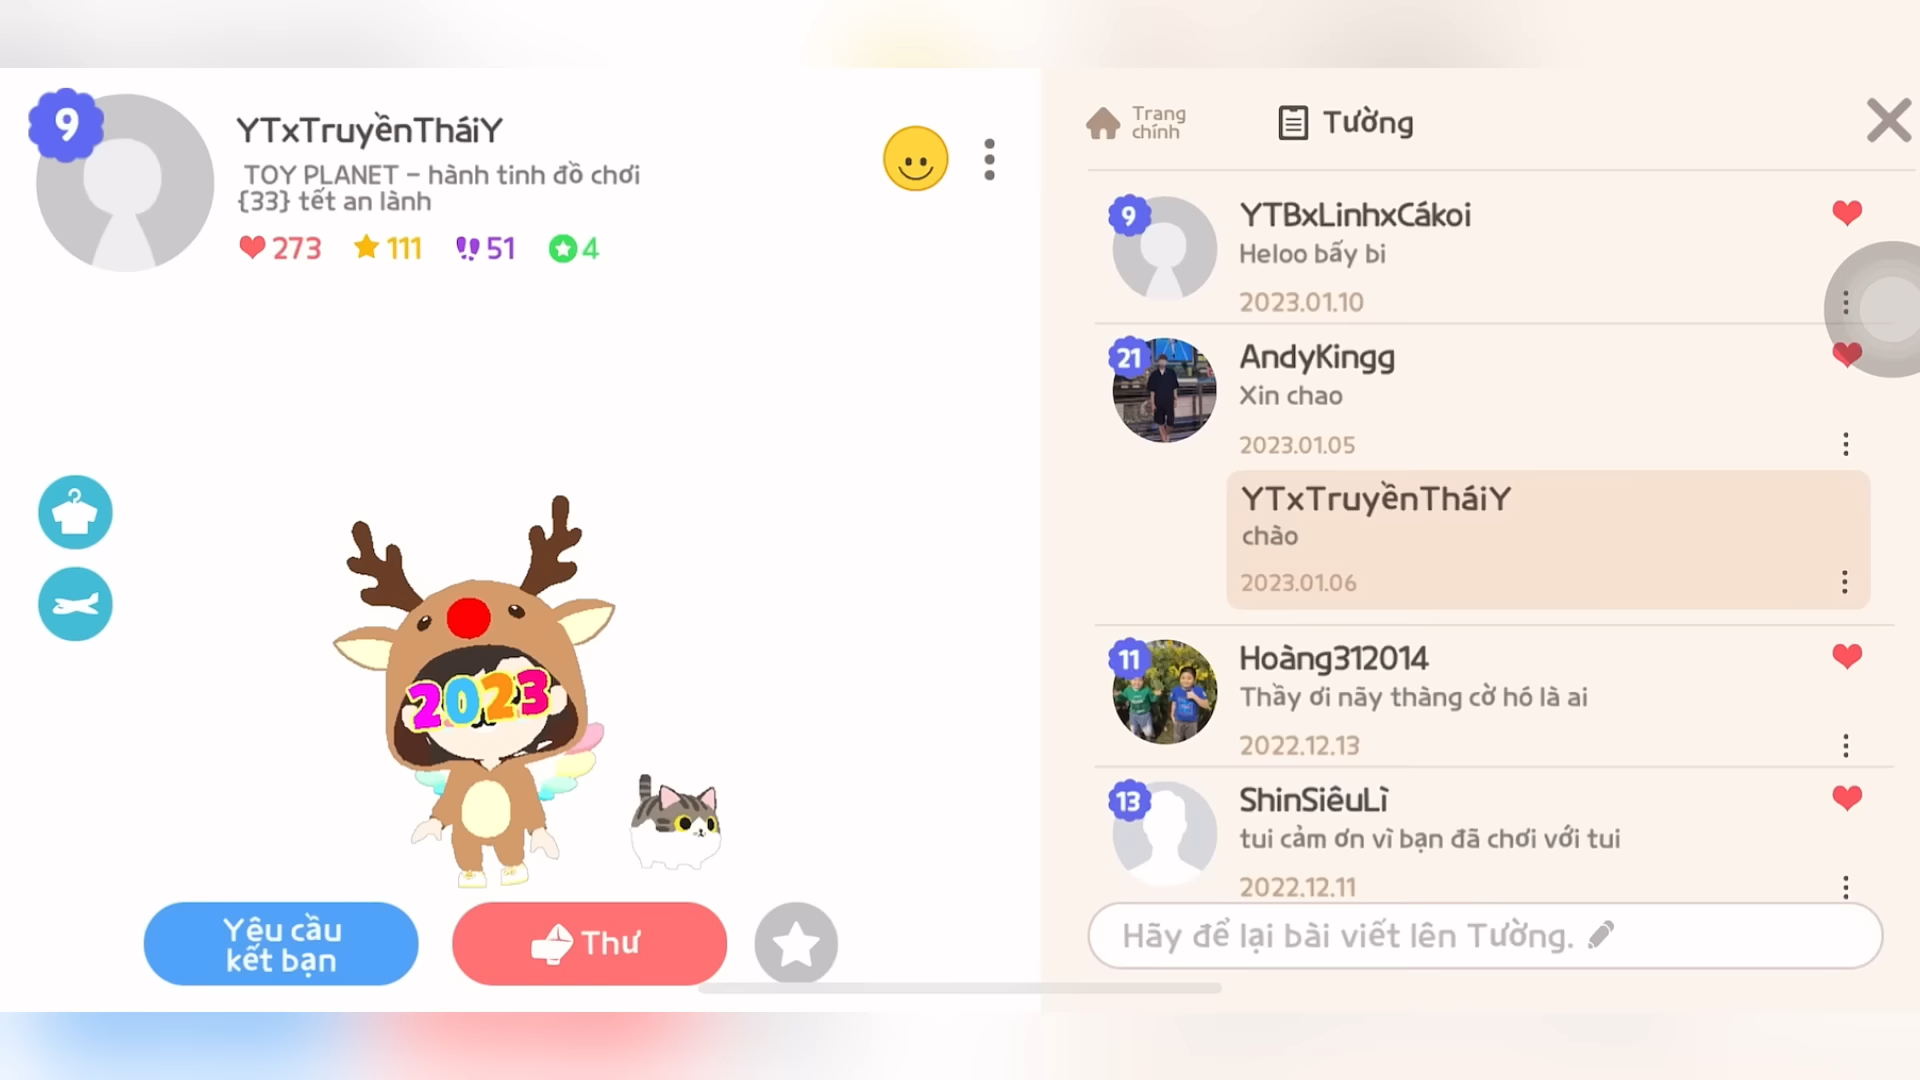 9
YTxTruyềnTháiY
TOY PLANET – hành tinh đồ chơi
{33} tết an lành
273 111 51 4
2023
Yêu cầu
kết bạn
Thư
Trang
chính
Tường
9
YTBxLinhxCákoi
Heloo bấy bi
2023.01.10
21
AndyKingg
Xin chao
2023.01.05
YTxTruyềnTháiY
chào
2023.01.06
11
Hoàng312014
Thầy ơi nãy thàng cờ hó là ai
2022.12.13
13
ShinSiêuLì
tui cảm ơn vì bạn đã chơi với tui
2022.12.11
Hãy để lại bài viết lên Tường.